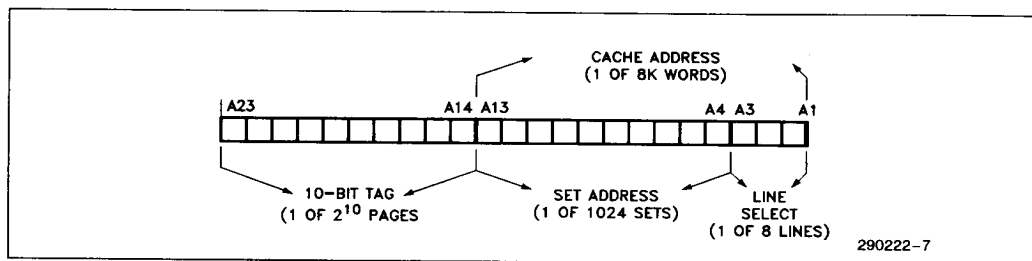 CACHE ADDRESS
(1 OF 8K WORDS)
A23 A14 A13 A4 A3 A1
10-BIT TAG
(1 OF 2¹⁰ PAGES
SET ADDRESS
(1 OF 1024 SETS)
LINE
SELECT
(1 OF 8 LINES)
290222-7